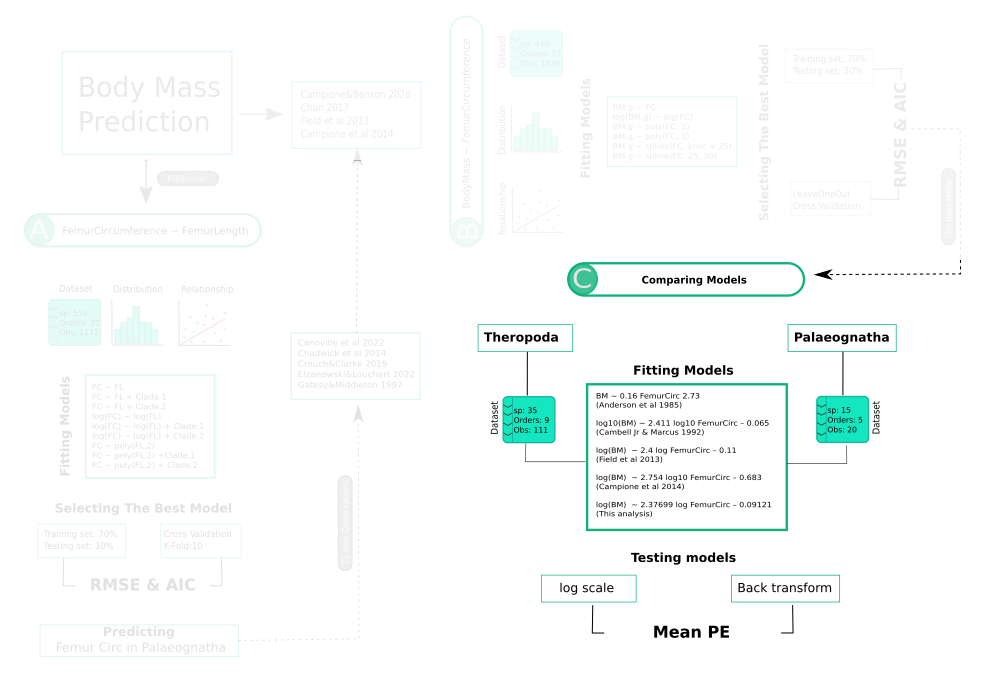 Body Mass
Prediction
Campione&Benson 2020
Chan 2017
Field et al 2013
Campione et al 2014
A
FemurCircumference ~ FemurLength
Dataset
Distribution
Relationship
sp: 552
Orders: 32
Obs: 1173
Fitting Models
FC ~ FL
FC ~ FL + Clade.1
FC ~ FL + Clade.2
log(FC) ~ log(FL)
log(FC) ~ log(FL) + Clade.1
log(FC) ~ log(FL) + Clade.2
FC ~ poly(FL,2)
FC ~ poly(FL,2) +Clade.1
FC ~ poly(FL,2) + Clade.2
Selecting The Best Model
Training set: 70%
Testing set: 30%
Cross Validation
K-Fold:10
RMSE & AIC
Predicting
Femur Circ in Palaeognatha
Canoville et al 2022
Chadwick et al 2014
Crouch&Clarke 2019
Elzanowski&Louchart 2022
Gatesy&Middleton 1997
B
BodyMass ~ FemurCircumference
Dataset
sp: 446
Obs: 1039
Distribution
Relationship
Fitting Models
BM.g ~ FC
log(BM.g) ~ log(FC)
BM.g ~ poly(FC, 2)
BM.g ~ poly(FC, 3)
BM.g ~ spline(FC, knot = 25)
BM.g ~ spline(FC, 25, 50)
Selecting The Best Model
Training set: 70%
Testing set: 30%
LeaveOneOut
Cross Validation
RMSE & AIC
C
Comparing Models
Theropoda
Palaeognatha
Dataset
sp: 35
Orders: 9
Obs: 111
Fitting Models
BM ~ 0.16 FemurCirc 2.73
(Anderson et al 1985)
log10(BM) ~ 2.411 log10 FemurCirc – 0.065
(Cambell Jr & Marcus 1992)
log(BM) ~ 2.4 log FemurCirc – 0.11
(Field et al 2013)
log(BM) ~ 2.754 log10 FemurCirc – 0.683
(Campione et al 2014)
log(BM) ~ 2.37699 log FemurCirc – 0.09121
(This analysis)
sp: 15
Orders: 5
Obs: 20
Dataset
Testing models
log scale
Back transform
Mean PE